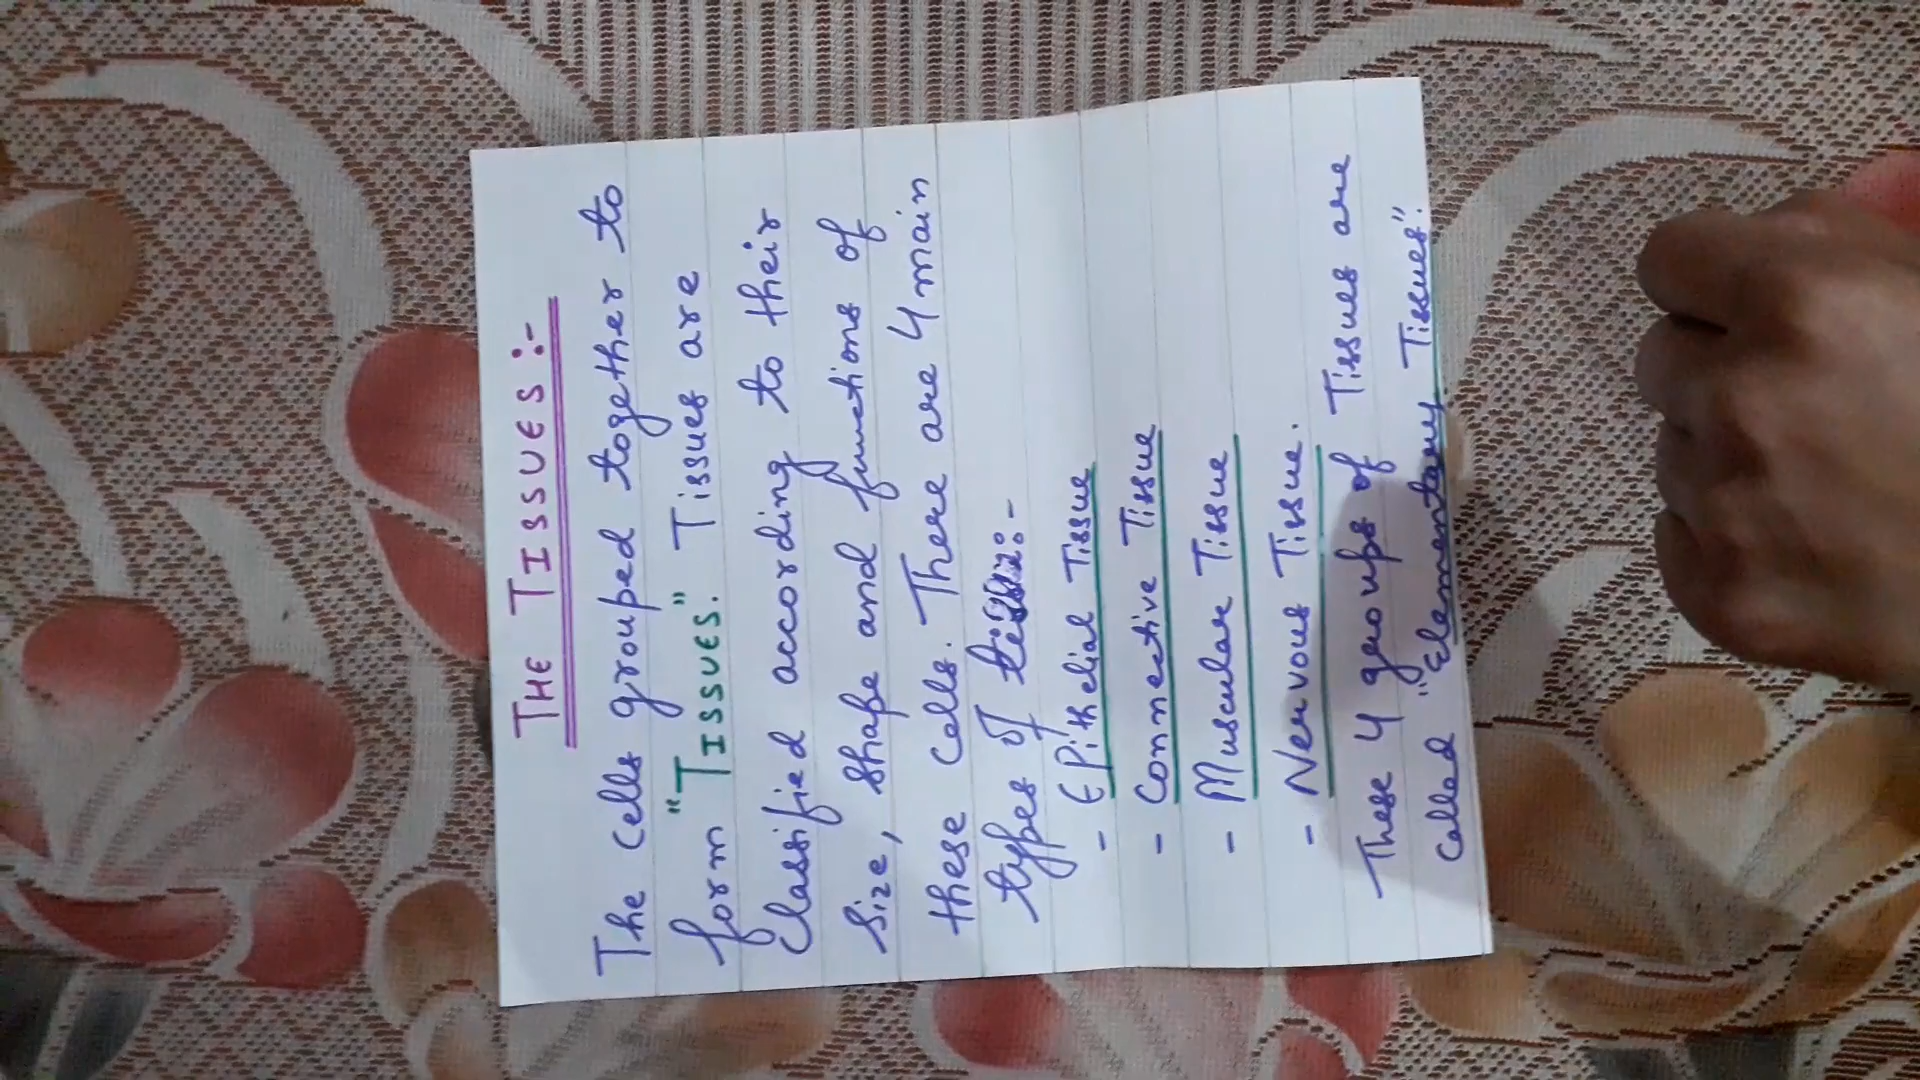 THE TISSUES:-
The cells grouped together to
form "TISSUES." Tissues are
Classified according to their
Size, shape and functions of
these cells. There are 4 main
types of :-
- EPithelial Tissue
- Connective Tissue
- Muscular Tissue
- Nervous Tissue.
These 4 groups of Tissues are
called "Elementary Tissues".